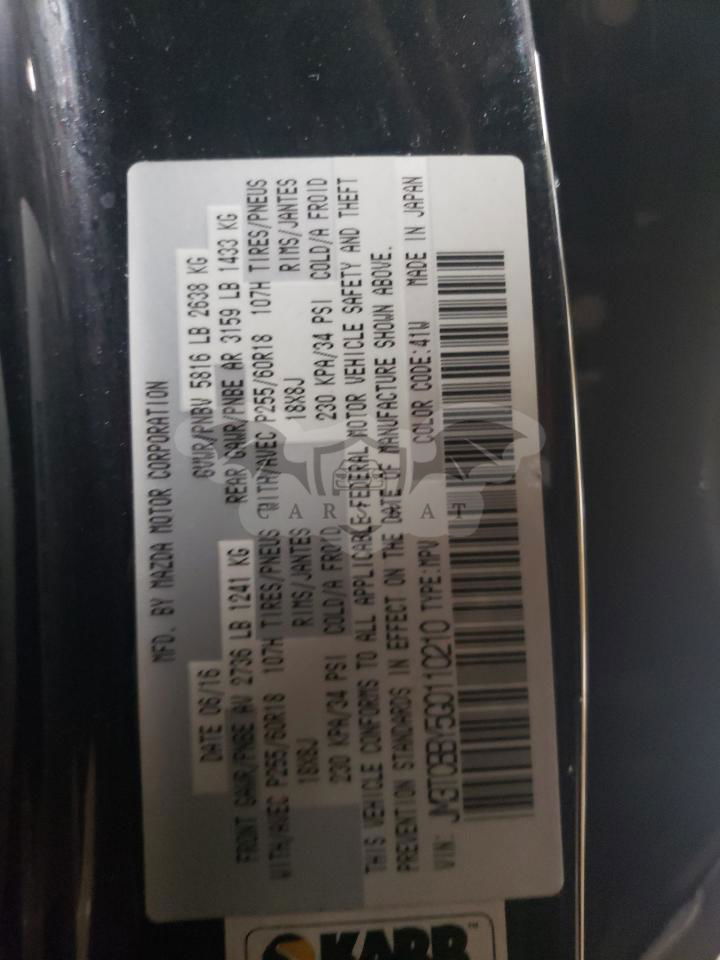 MFD. BY MAZDA MOTOR CORPORATION
DATE 06/16 GVWR/PNBV 5816 LB 2638 KG
FRONT GAWR/PNBE AV 2736 LB 1241 KG REAR GAWR/PNBE AR 3159 LB 1433 KG
WITH/AVEC P255/60R18 107H TIRES/PNEUS WITH/AVEC P255/60R18 107H TIRES/PNEUS
18X8J RIMS/JANTES 18X8J RIMS/JANTES
230 KPA/34 PSI COLD/A FROID 230 KPA/34 PSI COLD/A FROID
THIS VEHICLE CONFORMS TO ALL APPLICABLE FEDERAL MOTOR VEHICLE SAFETY AND THEFT
PREVENTION STANDARDS IN EFFECT ON THE DATE OF MANUFACTURE SHOWN ABOVE.
VIN: JM3TCBBY5G0110210 TYPE:MPV COLOR CODE:41W MADE IN JAPAN
KARR™